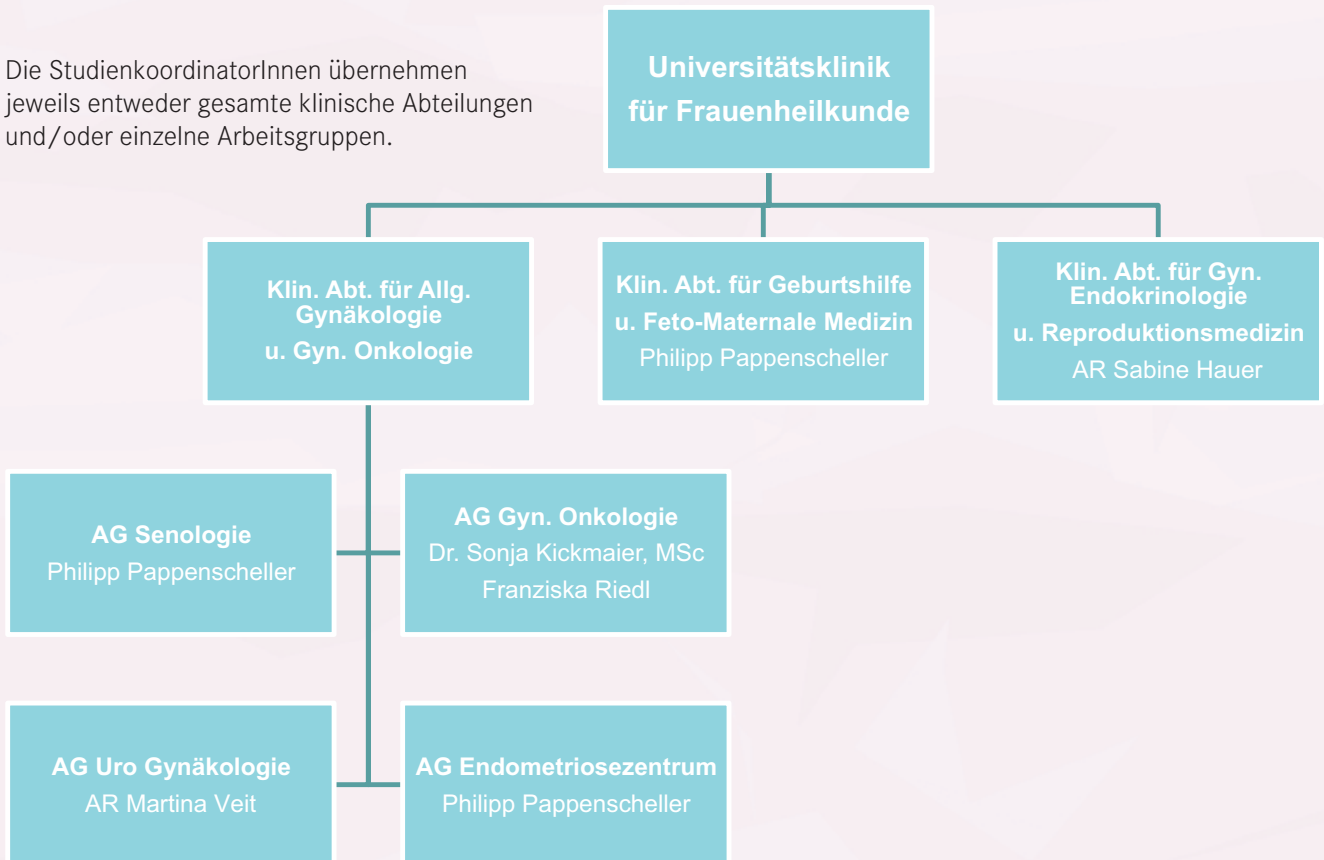 Die StudienkoordinatorInnen übernehmen
jeweils entweder gesamte klinische Abteilungen
und/oder einzelne Arbeitsgruppen.
Universitätsklinik
für Frauenheilkunde
Klin. Abt. für Allg.
Gynäkologie
u. Gyn. Onkologie
Klin. Abt. für Geburtshilfe
u. Feto-Maternale Medizin
Philipp Pappenscheller
Klin. Abt. für Gyn.
Endokrinologie
u. Reproduktionsmedizin
AR Sabine Hauer
AG Senologie
Philipp Pappenscheller
AG Gyn. Onkologie
Dr. Sonja Kickmaier, MSc
Franziska Riedl
AG Uro Gynäkologie
AR Martina Veit
AG Endometriosezentrum
Philipp Pappenscheller